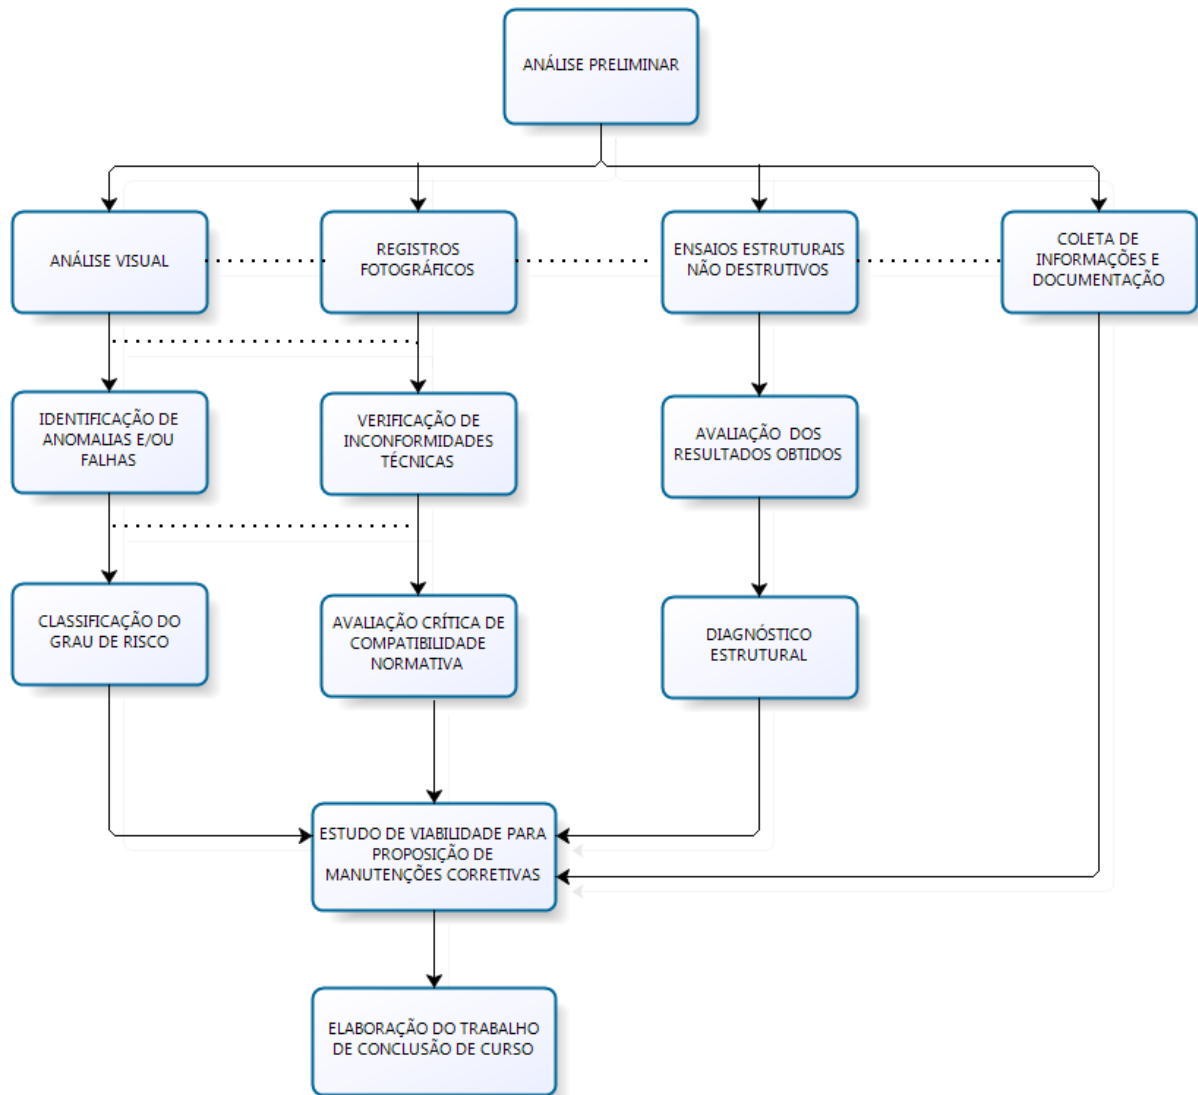 ANÁLISE PRELIMINAR
ANÁLISE VISUAL
REGISTROS
FOTOGRÁFICOS
ENSAIOS ESTRUTURAIS
NÃO DESTRUTIVOS
COLETA DE
INFORMAÇÕES E
DOCUMENTAÇÃO
IDENTIFICAÇÃO DE
ANOMALIAS E/OU
FALHAS
VERIFICAÇÃO DE
INCONFORMIDADES
TÉCNICAS
AVALIAÇÃO DOS
RESULTADOS OBTIDOS
CLASSIFICAÇÃO DO
GRAU DE RISCO
AVALIAÇÃO CRÍTICA DE
COMPATIBILIDADE
NORMATIVA
DIAGNÓSTICO
ESTRUTURAL
ESTUDO DE VIABILIDADE PARA
PROPOSIÇÃO DE
MANUTENÇÕES CORRETIVAS
ELABORAÇÃO DO TRABALHO
DE CONCLUSÃO DE CURSO